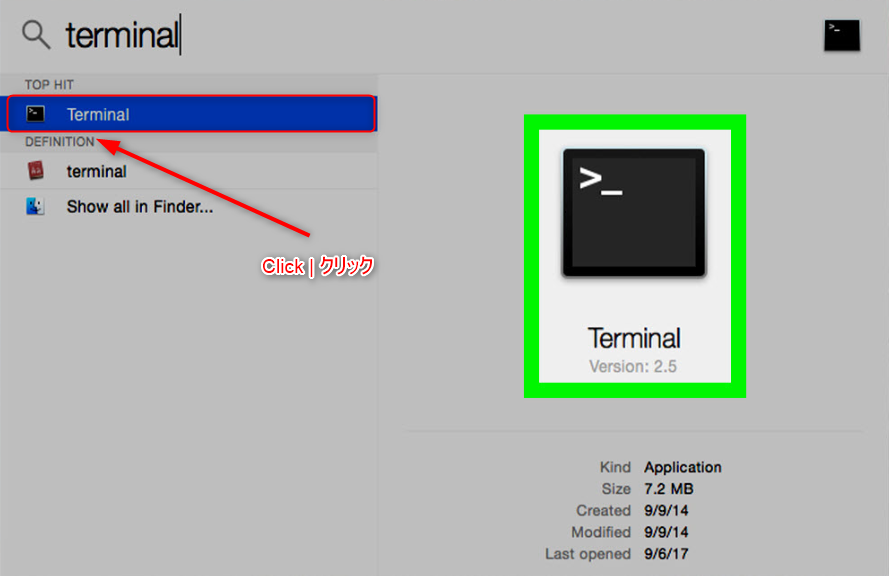 terminal
TOP HIT
Terminal
DEFINITION
terminal
Show all in Finder...
Click | クリック
>_
Terminal
Version: 2.5
Kind Application
Size 7.2 MB
Created 9/9/14
Modified 9/9/14
Last opened 9/6/17